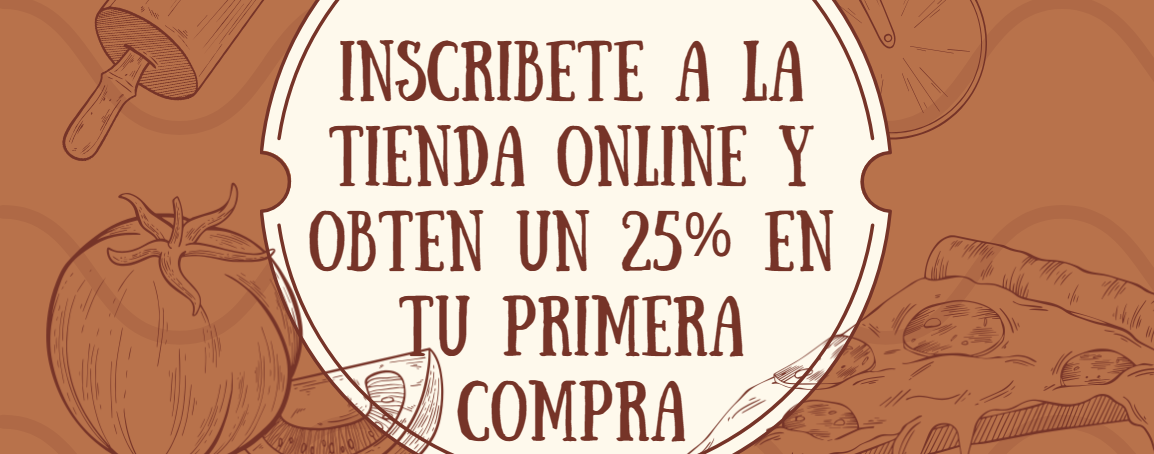 INSCRIBETE A LA
TIENDA ONLINE Y
OBTEN UN 25% EN
TU PRIMERA
COMPRA